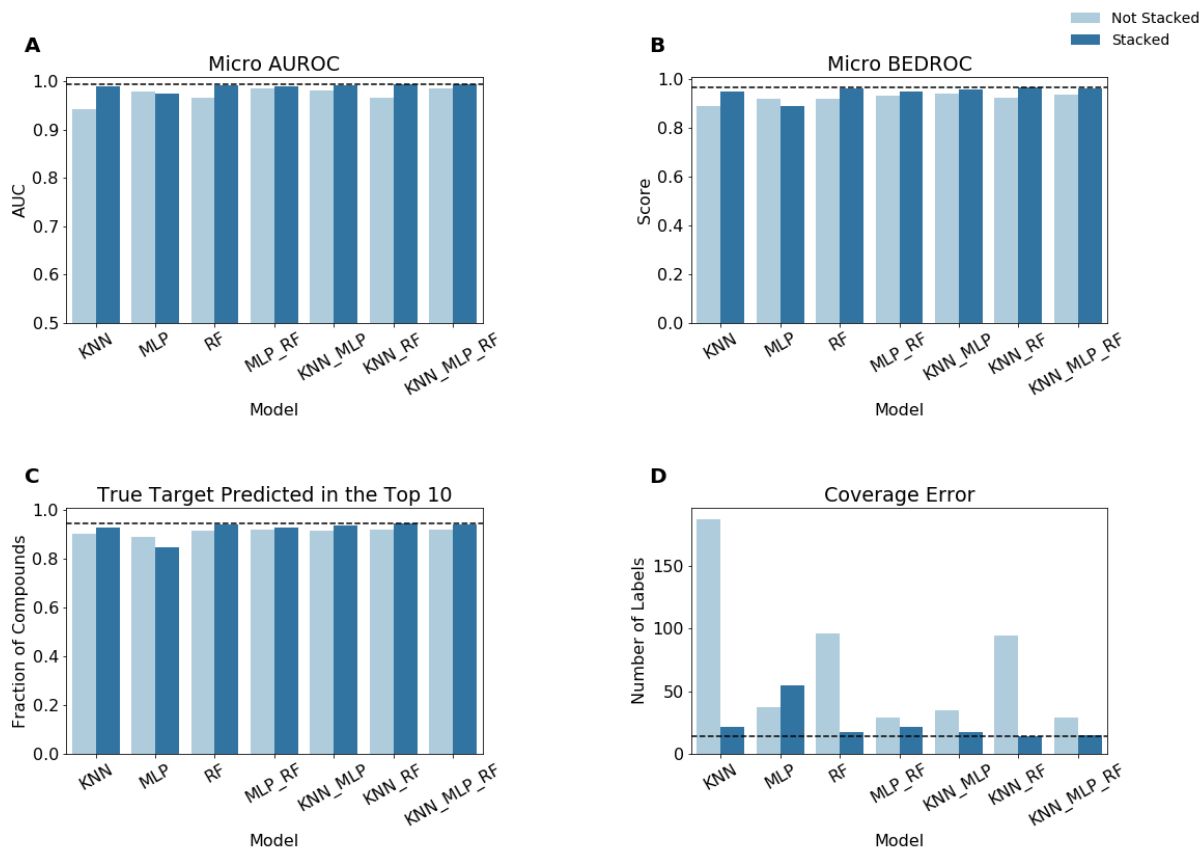 Not Stacked
Stacked
A
Micro AUROC
1.0
0.9
0.8
0.7
0.6
0.5
AUC
KNN
MLP
RF
MLP_RF
KNN_MLP
KNN_RF
KNN_MLP_RF
Model
B
Micro BEDROC
1.0
0.8
0.6
0.4
0.2
0.0
Score
KNN
MLP
RF
MLP_RF
KNN_MLP
KNN_RF
KNN_MLP_RF
Model
C
True Target Predicted in the Top 10
1.0
0.8
0.6
0.4
0.2
0.0
Fraction of Compounds
KNN
MLP
RF
MLP_RF
KNN_MLP
KNN_RF
KNN_MLP_RF
Model
D
Coverage Error
150
100
50
0
Number of Labels
KNN
MLP
RF
MLP_RF
KNN_MLP
KNN_RF
KNN_MLP_RF
Model